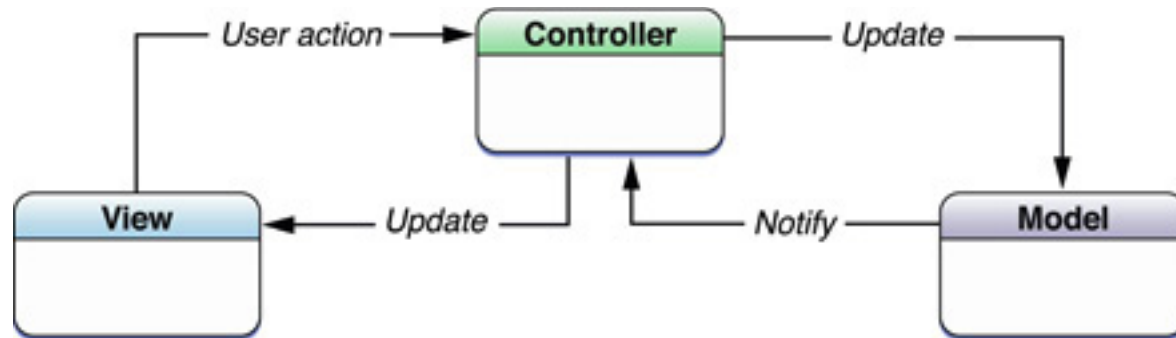 User action
Controller
Update
View
Update
Notify
Model